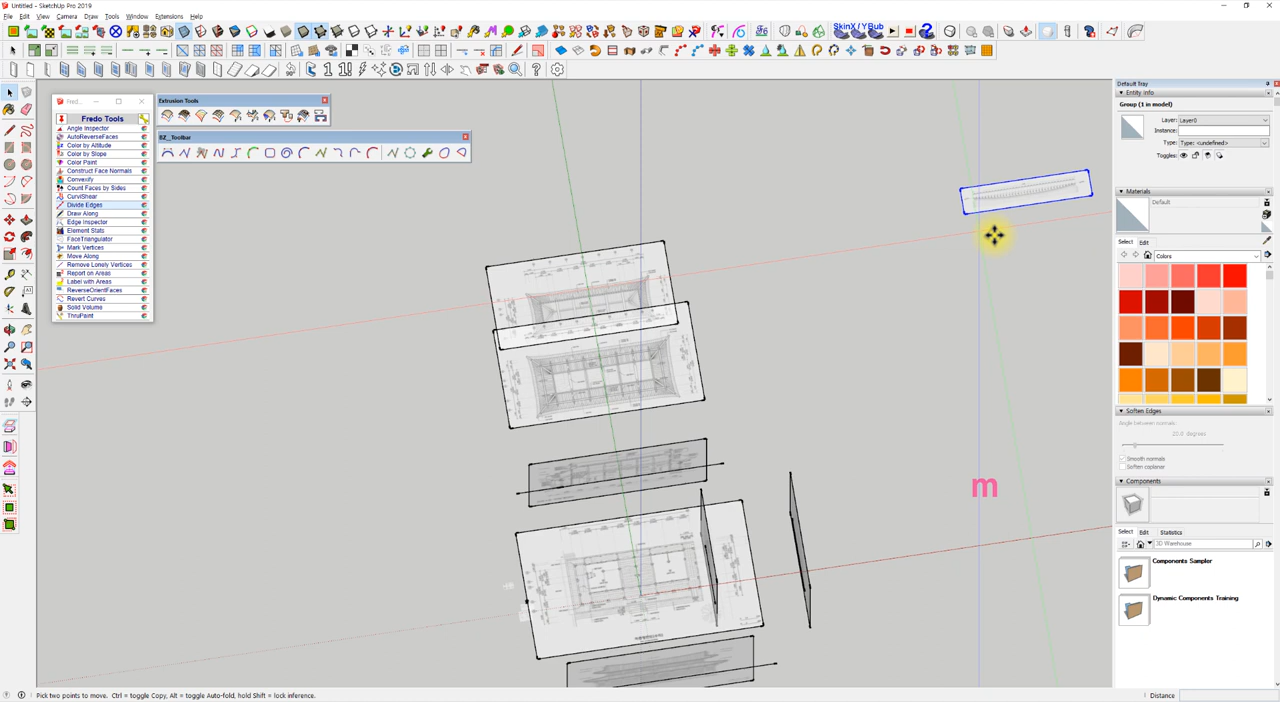 Untitled - SketchUp Pro 2019
File Edit View Camera Draw Tools Window Extensions Help
SkinX/YBub
Fred...
Fredo Tools
Angle Inspector
AutoReverseFaces
Color by Altitude
Color by Slope
Color Paint
Construct Face Normals
Convexify
Count Faces by Sides
CurviShear
Divide Edges
Draw Along
Edge Inspector
Element Stats
FaceTriangulator
Mark Vertices
Move Along
Remove Lonely Vertices
Report on Areas
Label with Areas
ReverseOrientFaces
Revert Curves
Solid Volume
ThruPaint
Extrusion Tools
BZ__Toolbar
m
Default Tray
Entity Info
Group (1 in model)
Layer: Layer0
Instance:
Type: Type: <undefined>
Toggles:
Materials
Default
Select Edit
Colors
Soften Edges
Angle between normals:
20.0 degrees
Smooth normals
Soften coplanar
Components
Select Edit Statistics
3D Warehouse
Components Sampler
Dynamic Components Training
Pick two points to move. Ctrl = toggle Copy, Alt = toggle Auto-fold, hold Shift = lock inference.
Distance